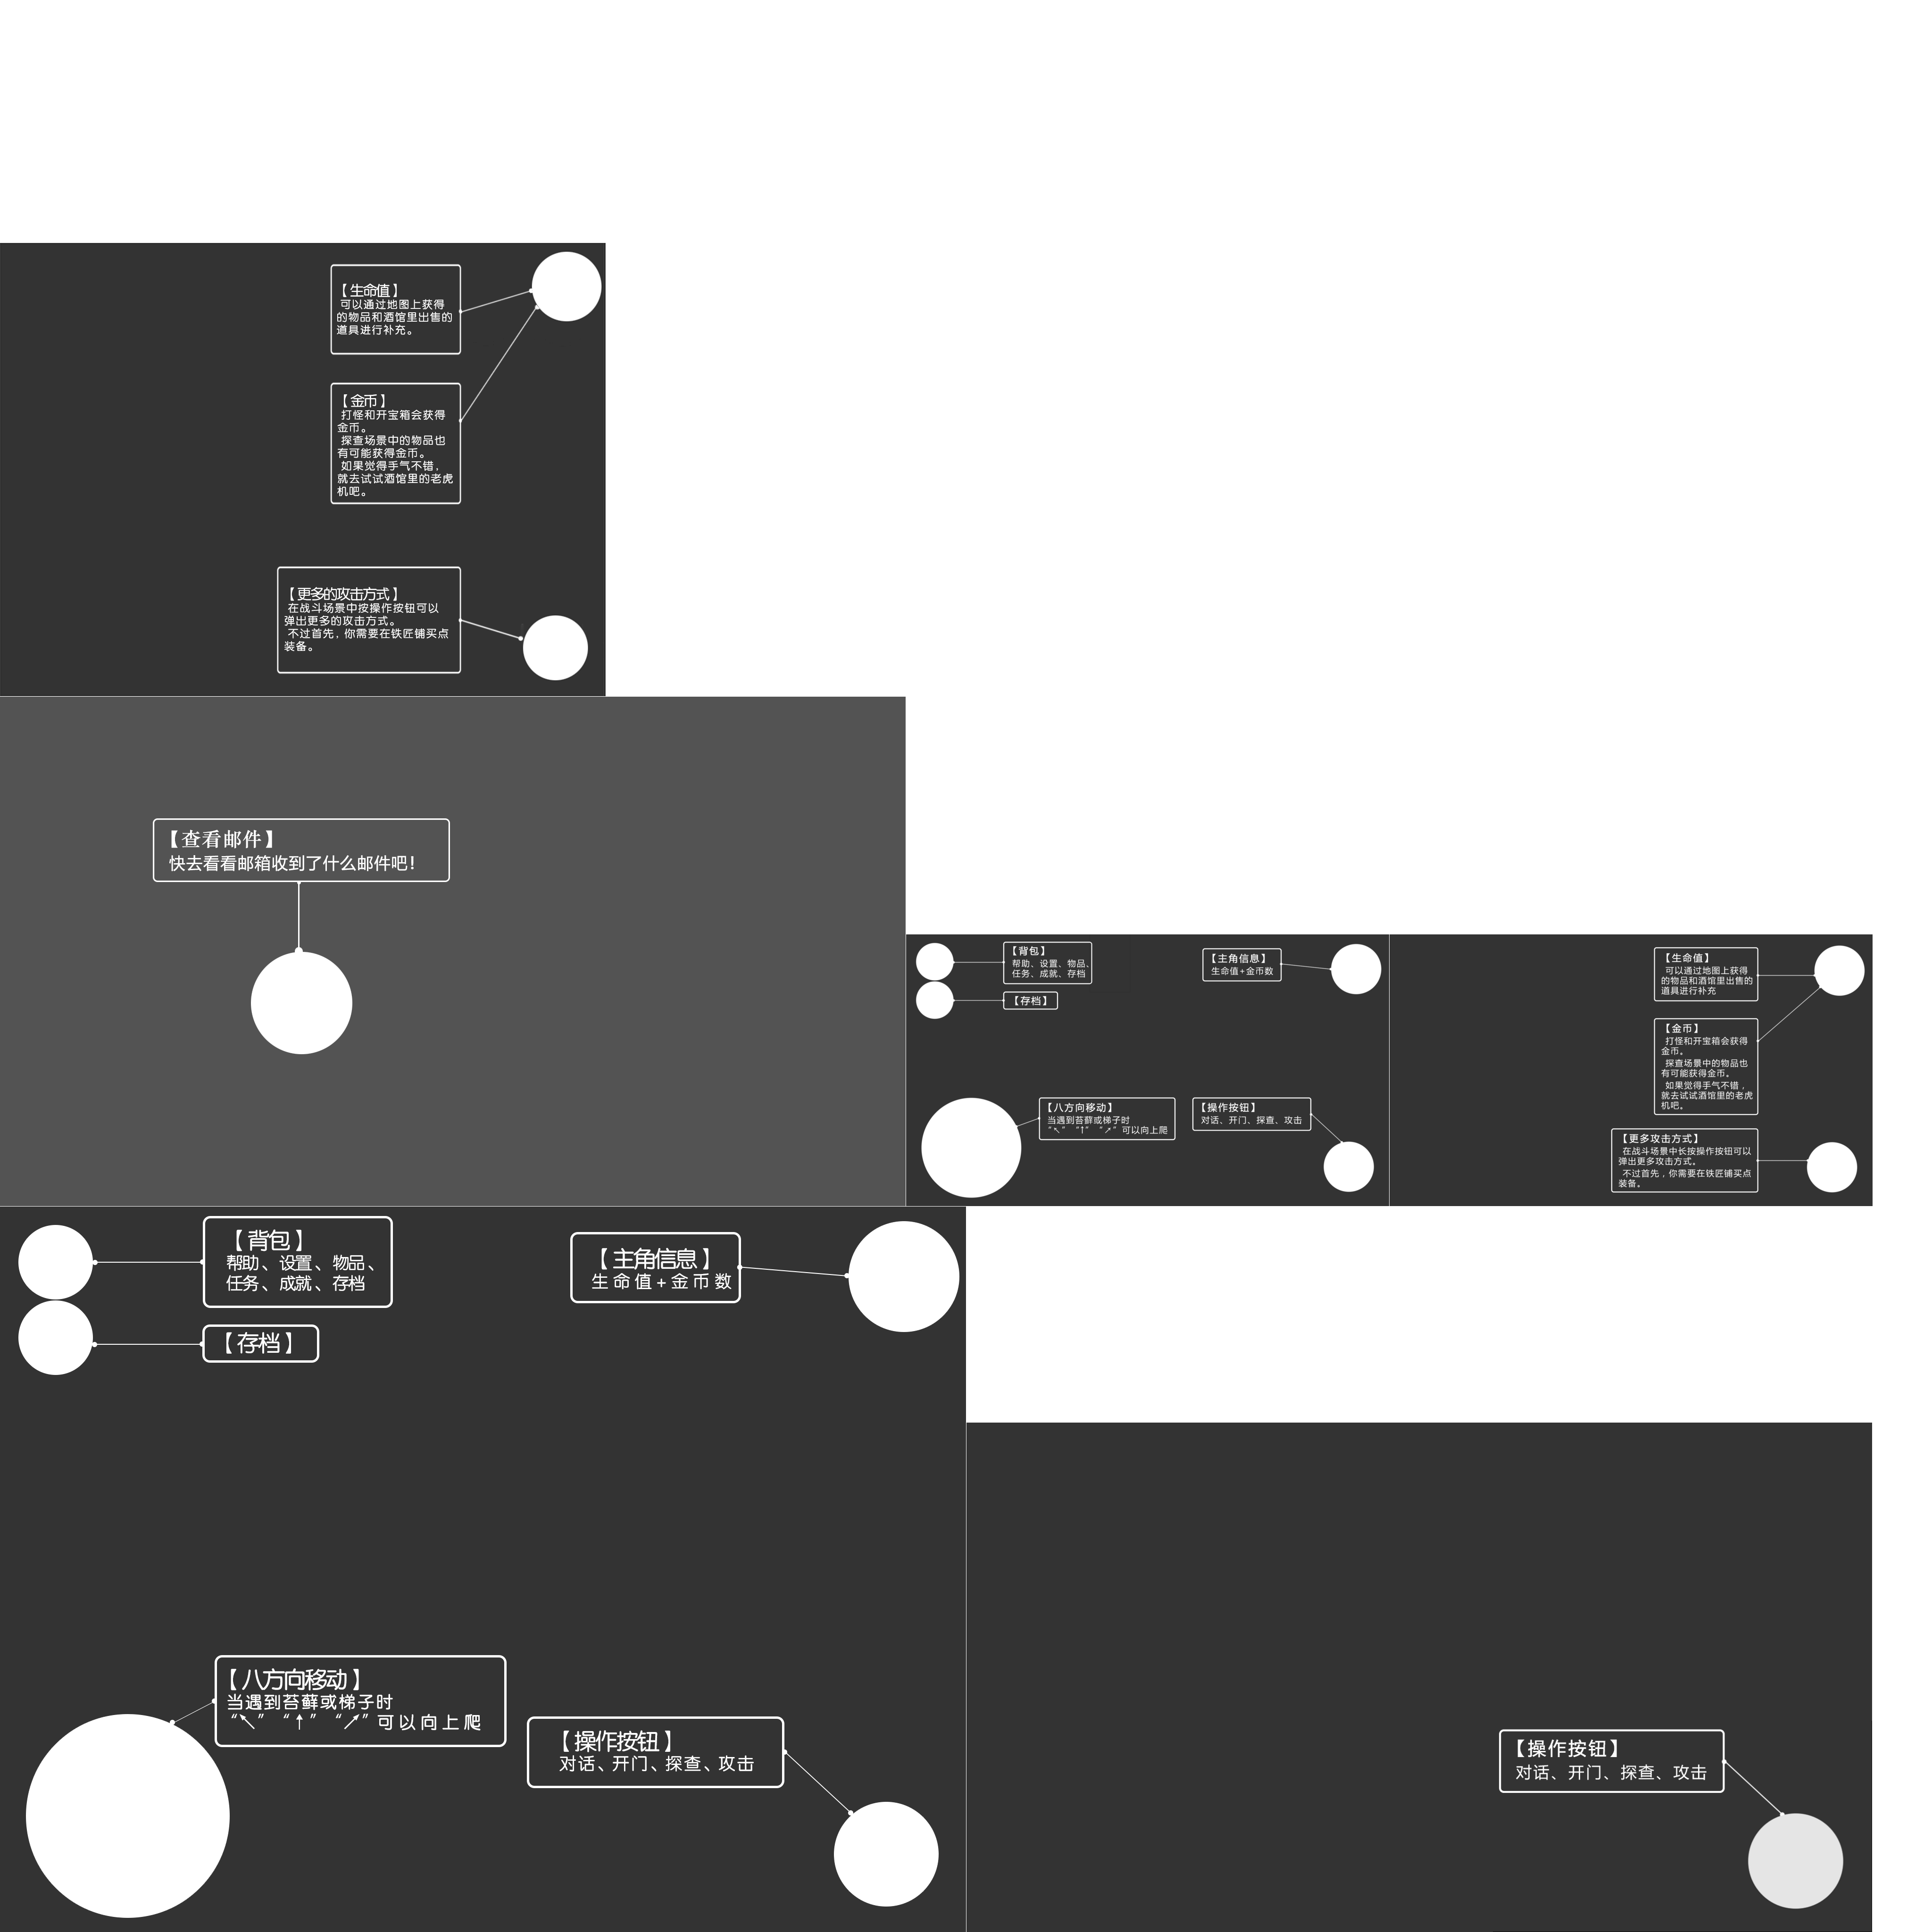 【生命值】
可以通过地图上获得
的物品和酒馆里出售的
道具进行补充。
【金币】
打怪和开宝箱会获得
金币。
探查场景中的物品也
有可能获得金币。
如果觉得手气不错，
就去试试酒馆里的老虎
机吧。
【更多的攻击方式】
在战斗场景中按操作按钮可以
弹出更多的攻击方式。
不过首先，你需要在铁匠铺买点
装备。
【查看邮件】
快去看看邮箱收到了什么邮件吧！
【背包】
帮助、设置、物品、
任务、成就、存档
【存档】
【主角信息】
生命值+金币数
【八方向移动】
当遇到苔藓或梯子时
“↖” “↑” “↗”可以向上爬
【操作按钮】
对话、开门、探查、攻击
【生命值】
可以通过地图上获得
的物品和酒馆里出售的
道具进行补充
【金币】
打怪和开宝箱会获得
金币。
探查场景中的物品也
有可能获得金币。
如果觉得手气不错，
就去试试酒馆里的老虎
机吧。
【更多攻击方式】
在战斗场景中长按操作按钮可以
弹出更多攻击方式。
不过首先，你需要在铁匠铺买点
装备。
【背包】
帮助、设置、物品、
任务、成就、存档
【存档】
【主角信息】
生命值+金币数
【八方向移动】
当遇到苔藓或梯子时
“↖” “↑” “↗”可以向上爬
【操作按钮】
对话、开门、探查、攻击
【操作按钮】
对话、开门、探查、攻击